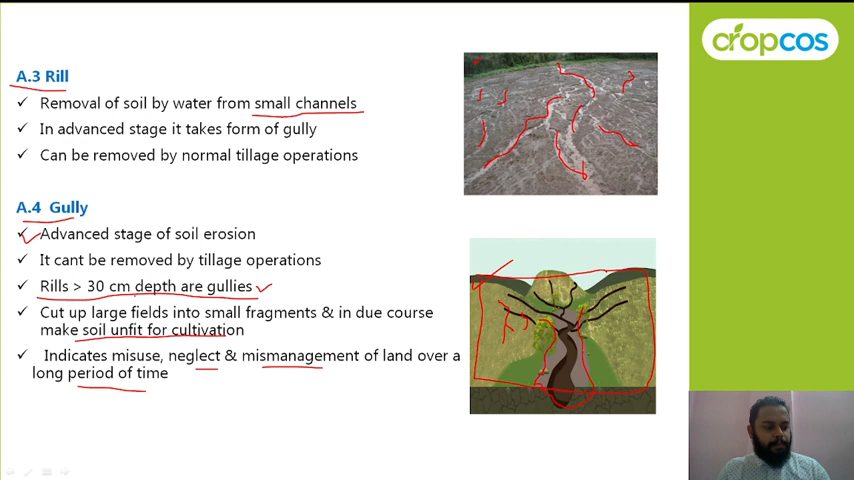 cropcos
A.3 Rill
✓ Removal of soil by water from small channels
✓ In advanced stage it takes form of gully
✓ Can be removed by normal tillage operations
A.4 Gully
✓ Advanced stage of soil erosion
✓ It cant be removed by tillage operations
✓ Rills > 30 cm depth are gullies
✓ Cut up large fields into small fragments & in due course
make soil unfit for cultivation
✓ Indicates misuse, neglect & mismanagement of land over a
long period of time